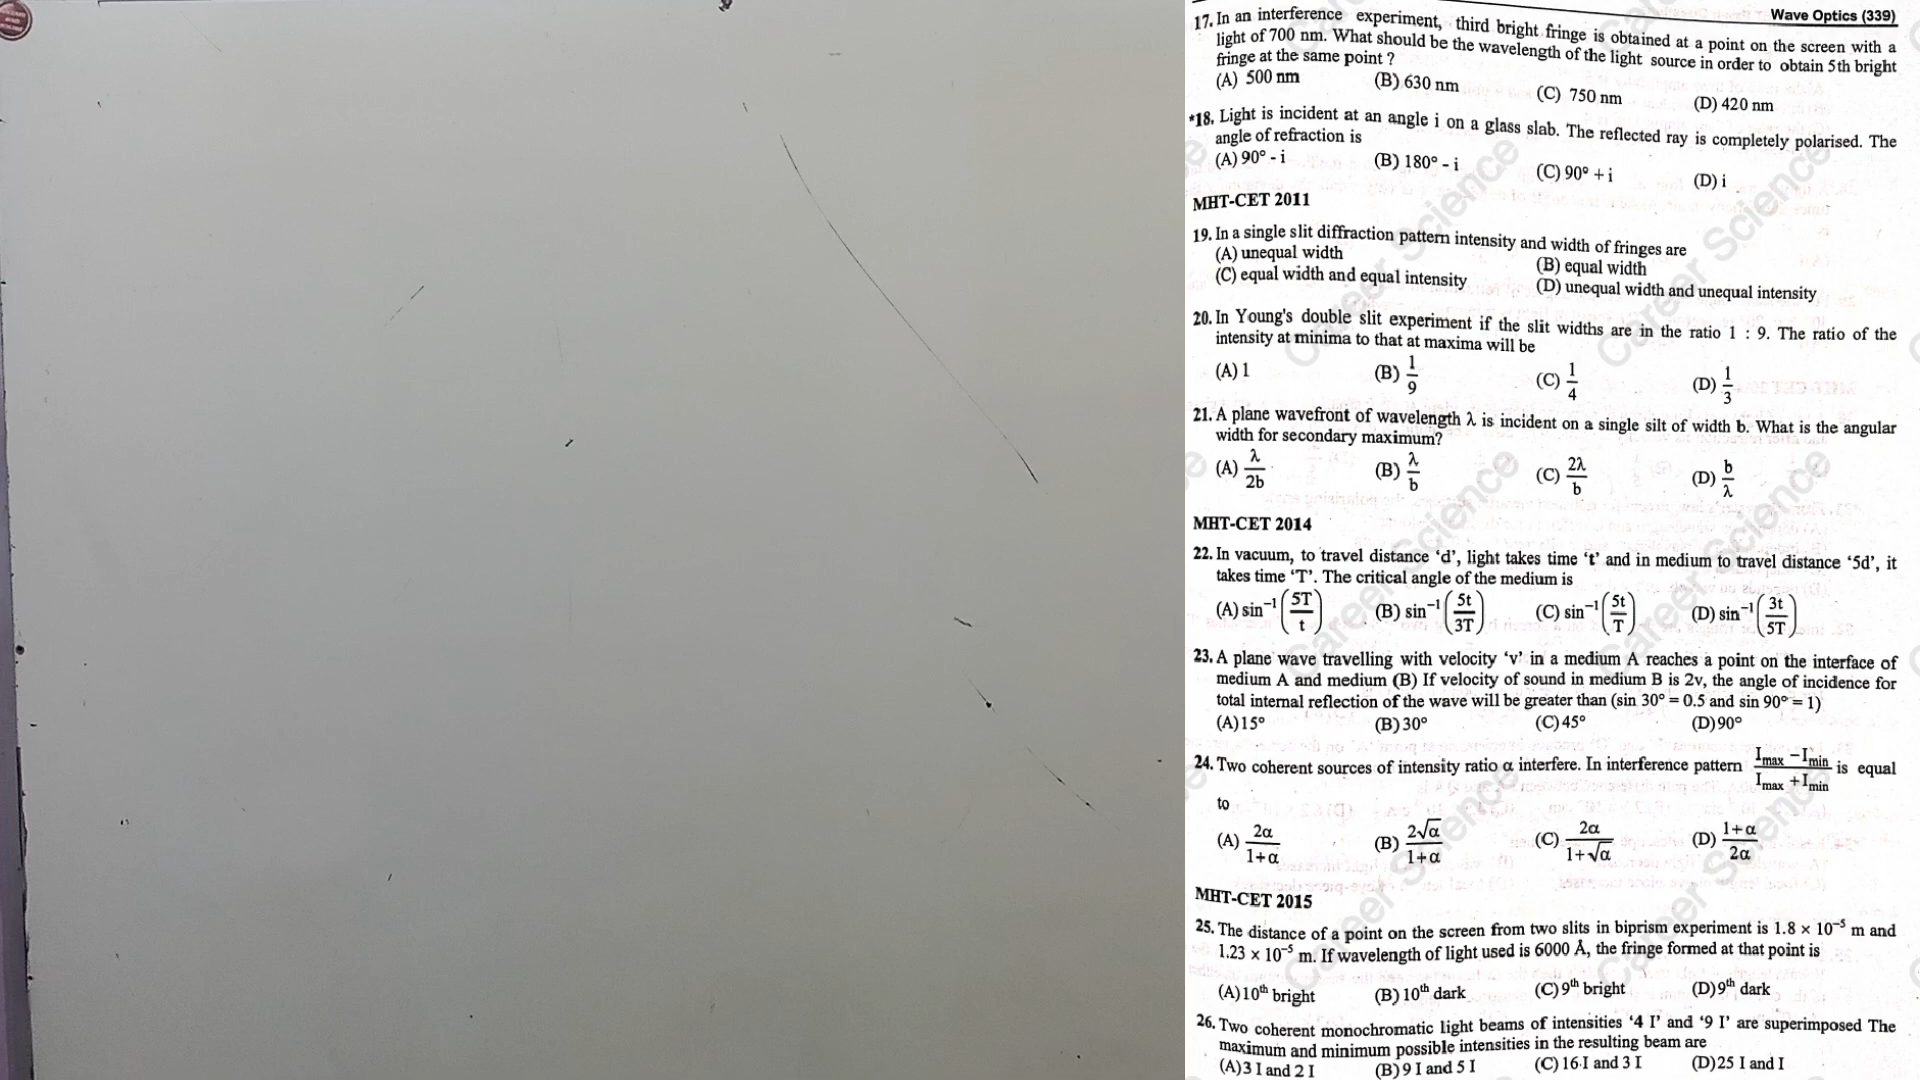 Wave Optics (339)
17. In an interference experiment, third bright fringe is obtained at a point on the screen with a
light of 700 nm. What should be the wavelength of the light source in order to obtain 5th bright
fringe at the same point ?
(A) 500 nm (B) 630 nm (C) 750 nm (D) 420 nm
*18. Light is incident at an angle i on a glass slab. The reflected ray is completely polarised. The
angle of refraction is
(A) 90° - i (B) 180° - i (C) 90° + i (D) i
MHT-CET 2011
19. In a single slit diffraction pattern intensity and width of fringes are
(A) unequal width (B) equal width
(C) equal width and equal intensity (D) unequal width and unequal intensity
20. In Young's double slit experiment if the slit widths are in the ratio 1 : 9. The ratio of the
intensity at minima to that at maxima will be
(A) 1 (B) 1/9 (C) 1/4 (D) 1/3
21. A plane wavefront of wavelength λ is incident on a single silt of width b. What is the angular
width for secondary maximum?
(A) λ/2b (B) λ/b (C) 2λ/b (D) b/λ
MHT-CET 2014
22. In vacuum, to travel distance ‘d’, light takes time ‘t’ and in medium to travel distance ‘5d’, it
takes time ‘T’. The critical angle of the medium is
(A) sin⁻¹(5T/t) (B) sin⁻¹(5t/3T) (C) sin⁻¹(5t/T) (D) sin⁻¹(3t/5T)
23. A plane wave travelling with velocity ‘v’ in a medium A reaches a point on the interface of
medium A and medium (B) If velocity of sound in medium B is 2v, the angle of incidence for
total internal reflection of the wave will be greater than (sin 30° = 0.5 and sin 90° = 1)
(A) 15° (B) 30° (C) 45° (D) 90°
24. Two coherent sources of intensity ratio α interfere. In interference pattern (Imax − Imin)/(Imax + Imin) is equal
to
(A) 2α/(1+α) (B) 2√α/(1+α) (C) 2α/(1+√α) (D) (1+α)/2α
MHT-CET 2015
25. The distance of a point on the screen from two slits in biprism experiment is 1.8 × 10⁻⁵ m and
1.23 × 10⁻⁵ m. If wavelength of light used is 6000 Å, the fringe formed at that point is
(A) 10th bright (B) 10th dark (C) 9th bright (D) 9th dark
26. Two coherent monochromatic light beams of intensities ‘4 I’ and ‘9 I’ are superimposed The
maximum and minimum possible intensities in the resulting beam are
(A) 3 I and 2 I (B) 9 I and 5 I (C) 16 I and 3 I (D) 25 I and I
Career Science